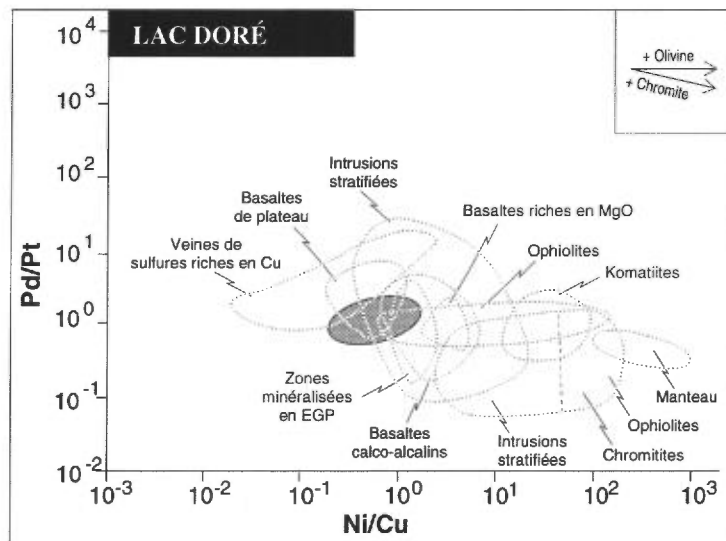 LAC DORÉ
+ Olivine
+ Chromite
10^4
10^3
10^2
10^1
10^0
10^-1
10^-2
Pd/Pt
Intrusions
stratifiées
Basaltes
de plateau
Basaltes riches en MgO
Veines de
sulfures riches en Cu
Ophiolites
Komatiites
Zones
minéralisées
en EGP
Basaltes
calco-alcalins
Intrusions
stratifiées
Manteau
Ophiolites
Chromitites
10^-3
10^-2
10^-1
10^0
10^1
10^2
10^3
Ni/Cu